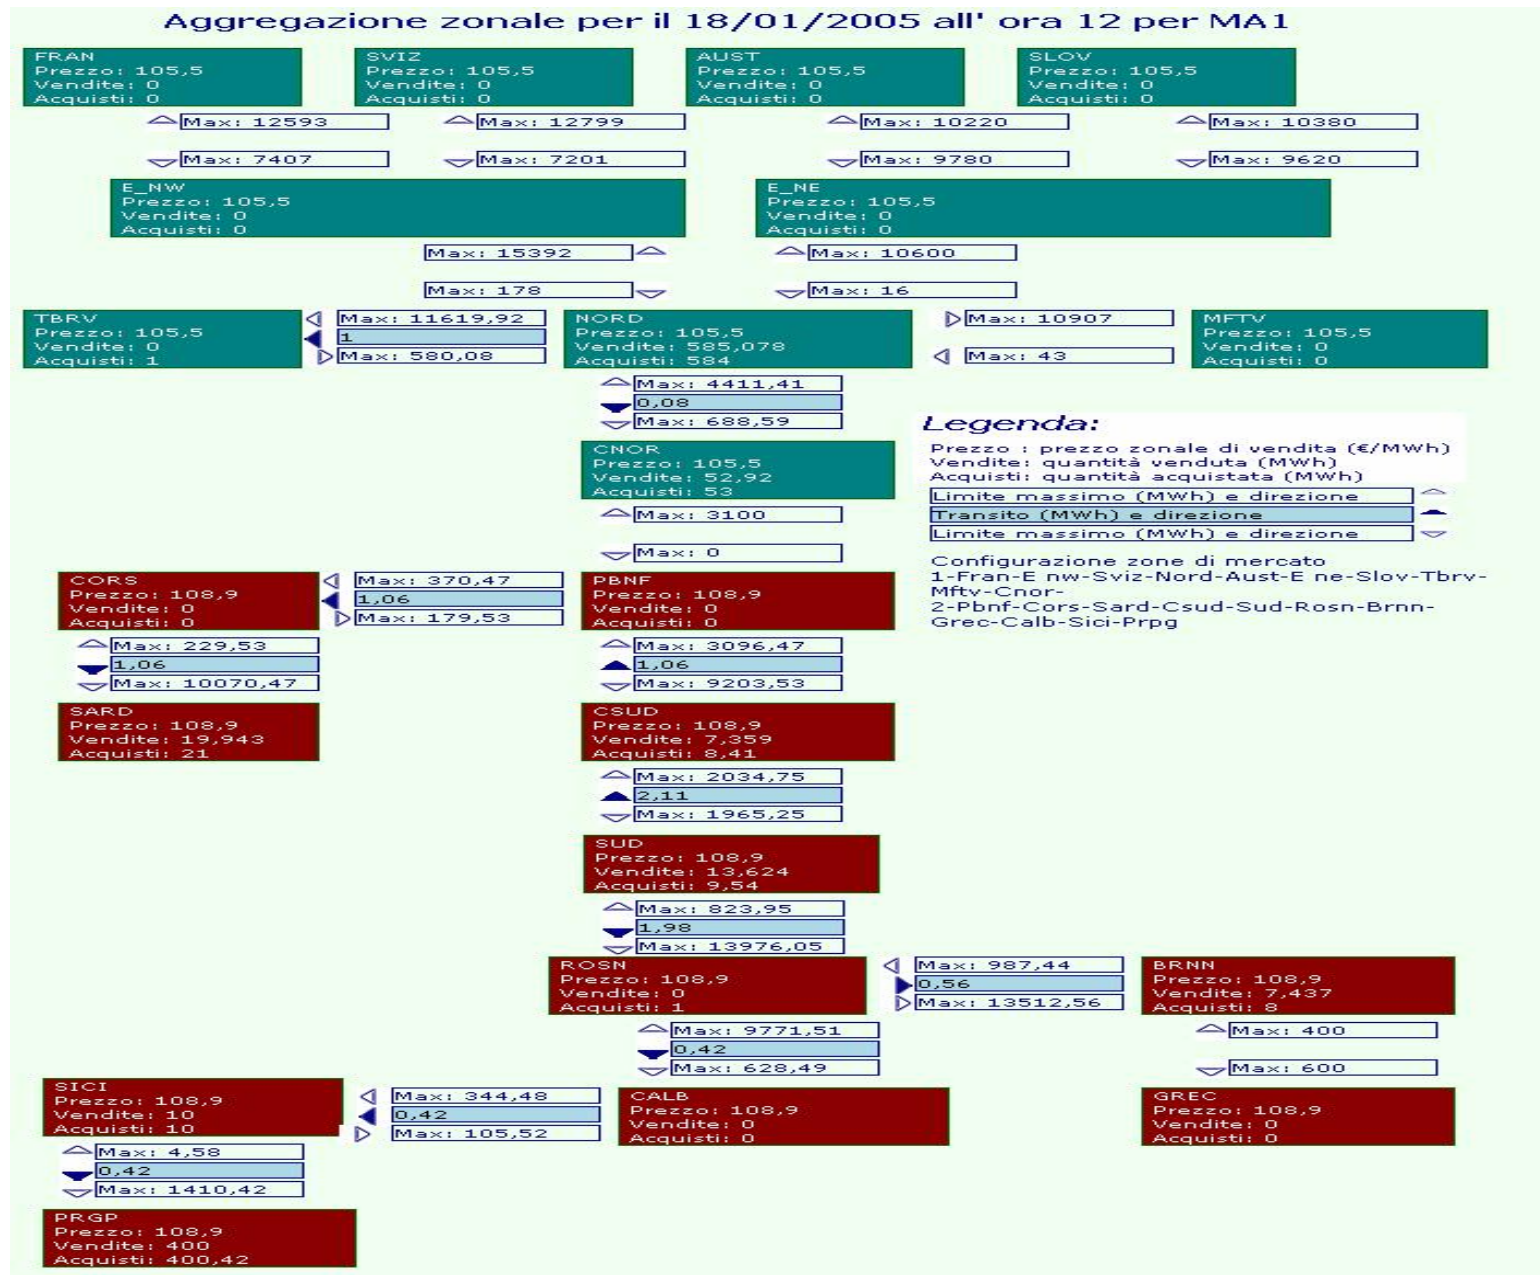 Aggregazione zonale per il 18/01/2005 all' ora 12 per MA1
FRAN
Prezzo: 105,5
Vendite: 0
Acquisti: 0
SVIZ
Prezzo: 105,5
Vendite: 0
Acquisti: 0
AUST
Prezzo: 105,5
Vendite: 0
Acquisti: 0
SLOV
Prezzo: 105,5
Vendite: 0
Acquisti: 0
Max: 12593
Max: 12799
Max: 10220
Max: 10380
Max: 7407
Max: 7201
Max: 9780
Max: 9620
E_NW
Prezzo: 105,5
Vendite: 0
Acquisti: 0
E_NE
Prezzo: 105,5
Vendite: 0
Acquisti: 0
Max: 15392
Max: 10600
Max: 178
Max: 16
TBRV
Prezzo: 105,5
Vendite: 0
Acquisti: 1
Max: 11619,92
1
Max: 580,08
NORD
Prezzo: 105,5
Vendite: 585,078
Acquisti: 584
Max: 10907
Max: 43
MFTV
Prezzo: 105,5
Vendite: 0
Acquisti: 0
Max: 4411,41
0,08
Max: 688,59
Legenda:
Prezzo : prezzo zonale di vendita (€/MWh)
Vendite: quantità venduta (MWh)
Acquisti: quantità acquistata (MWh)
Limite massimo (MWh) e direzione
Transito (MWh) e direzione
Limite massimo (MWh) e direzione
Configurazione zone di mercato
1-Fran-E nw-Sviz-Nord-Aust-E ne-Slov-Tbrv-
Mftv-Cnor-
2-Pbnf-Cors-Sard-Csud-Sud-Rosn-Brnn-
Grec-Calb-Sici-Prpg
CNOR
Prezzo: 105,5
Vendite: 52,92
Acquisti: 53
Max: 3100
Max: 0
CORS
Prezzo: 108,9
Vendite: 0
Acquisti: 0
Max: 370,47
1,06
Max: 179,53
PBNF
Prezzo: 108,9
Vendite: 0
Acquisti: 0
Max: 229,53
1,06
Max: 10070,47
Max: 3096,47
1,06
Max: 9203,53
SARD
Prezzo: 108,9
Vendite: 19,943
Acquisti: 21
CSUD
Prezzo: 108,9
Vendite: 7,359
Acquisti: 8,41
Max: 2034,75
2,11
Max: 1965,25
SUD
Prezzo: 108,9
Vendite: 13,624
Acquisti: 9,54
Max: 823,95
1,98
Max: 13976,05
ROSN
Prezzo: 108,9
Vendite: 0
Acquisti: 1
Max: 987,44
0,56
Max: 13512,56
BRNN
Prezzo: 108,9
Vendite: 7,437
Acquisti: 8
Max: 9771,51
0,42
Max: 628,49
Max: 400
Max: 600
SICI
Prezzo: 108,9
Vendite: 10
Acquisti: 10
Max: 344,48
0,42
Max: 105,52
CALB
Prezzo: 108,9
Vendite: 0
Acquisti: 0
GREC
Prezzo: 108,9
Vendite: 0
Acquisti: 0
Max: 4,58
0,42
Max: 1410,42
PRGP
Prezzo: 108,9
Vendite: 400
Acquisti: 400,42